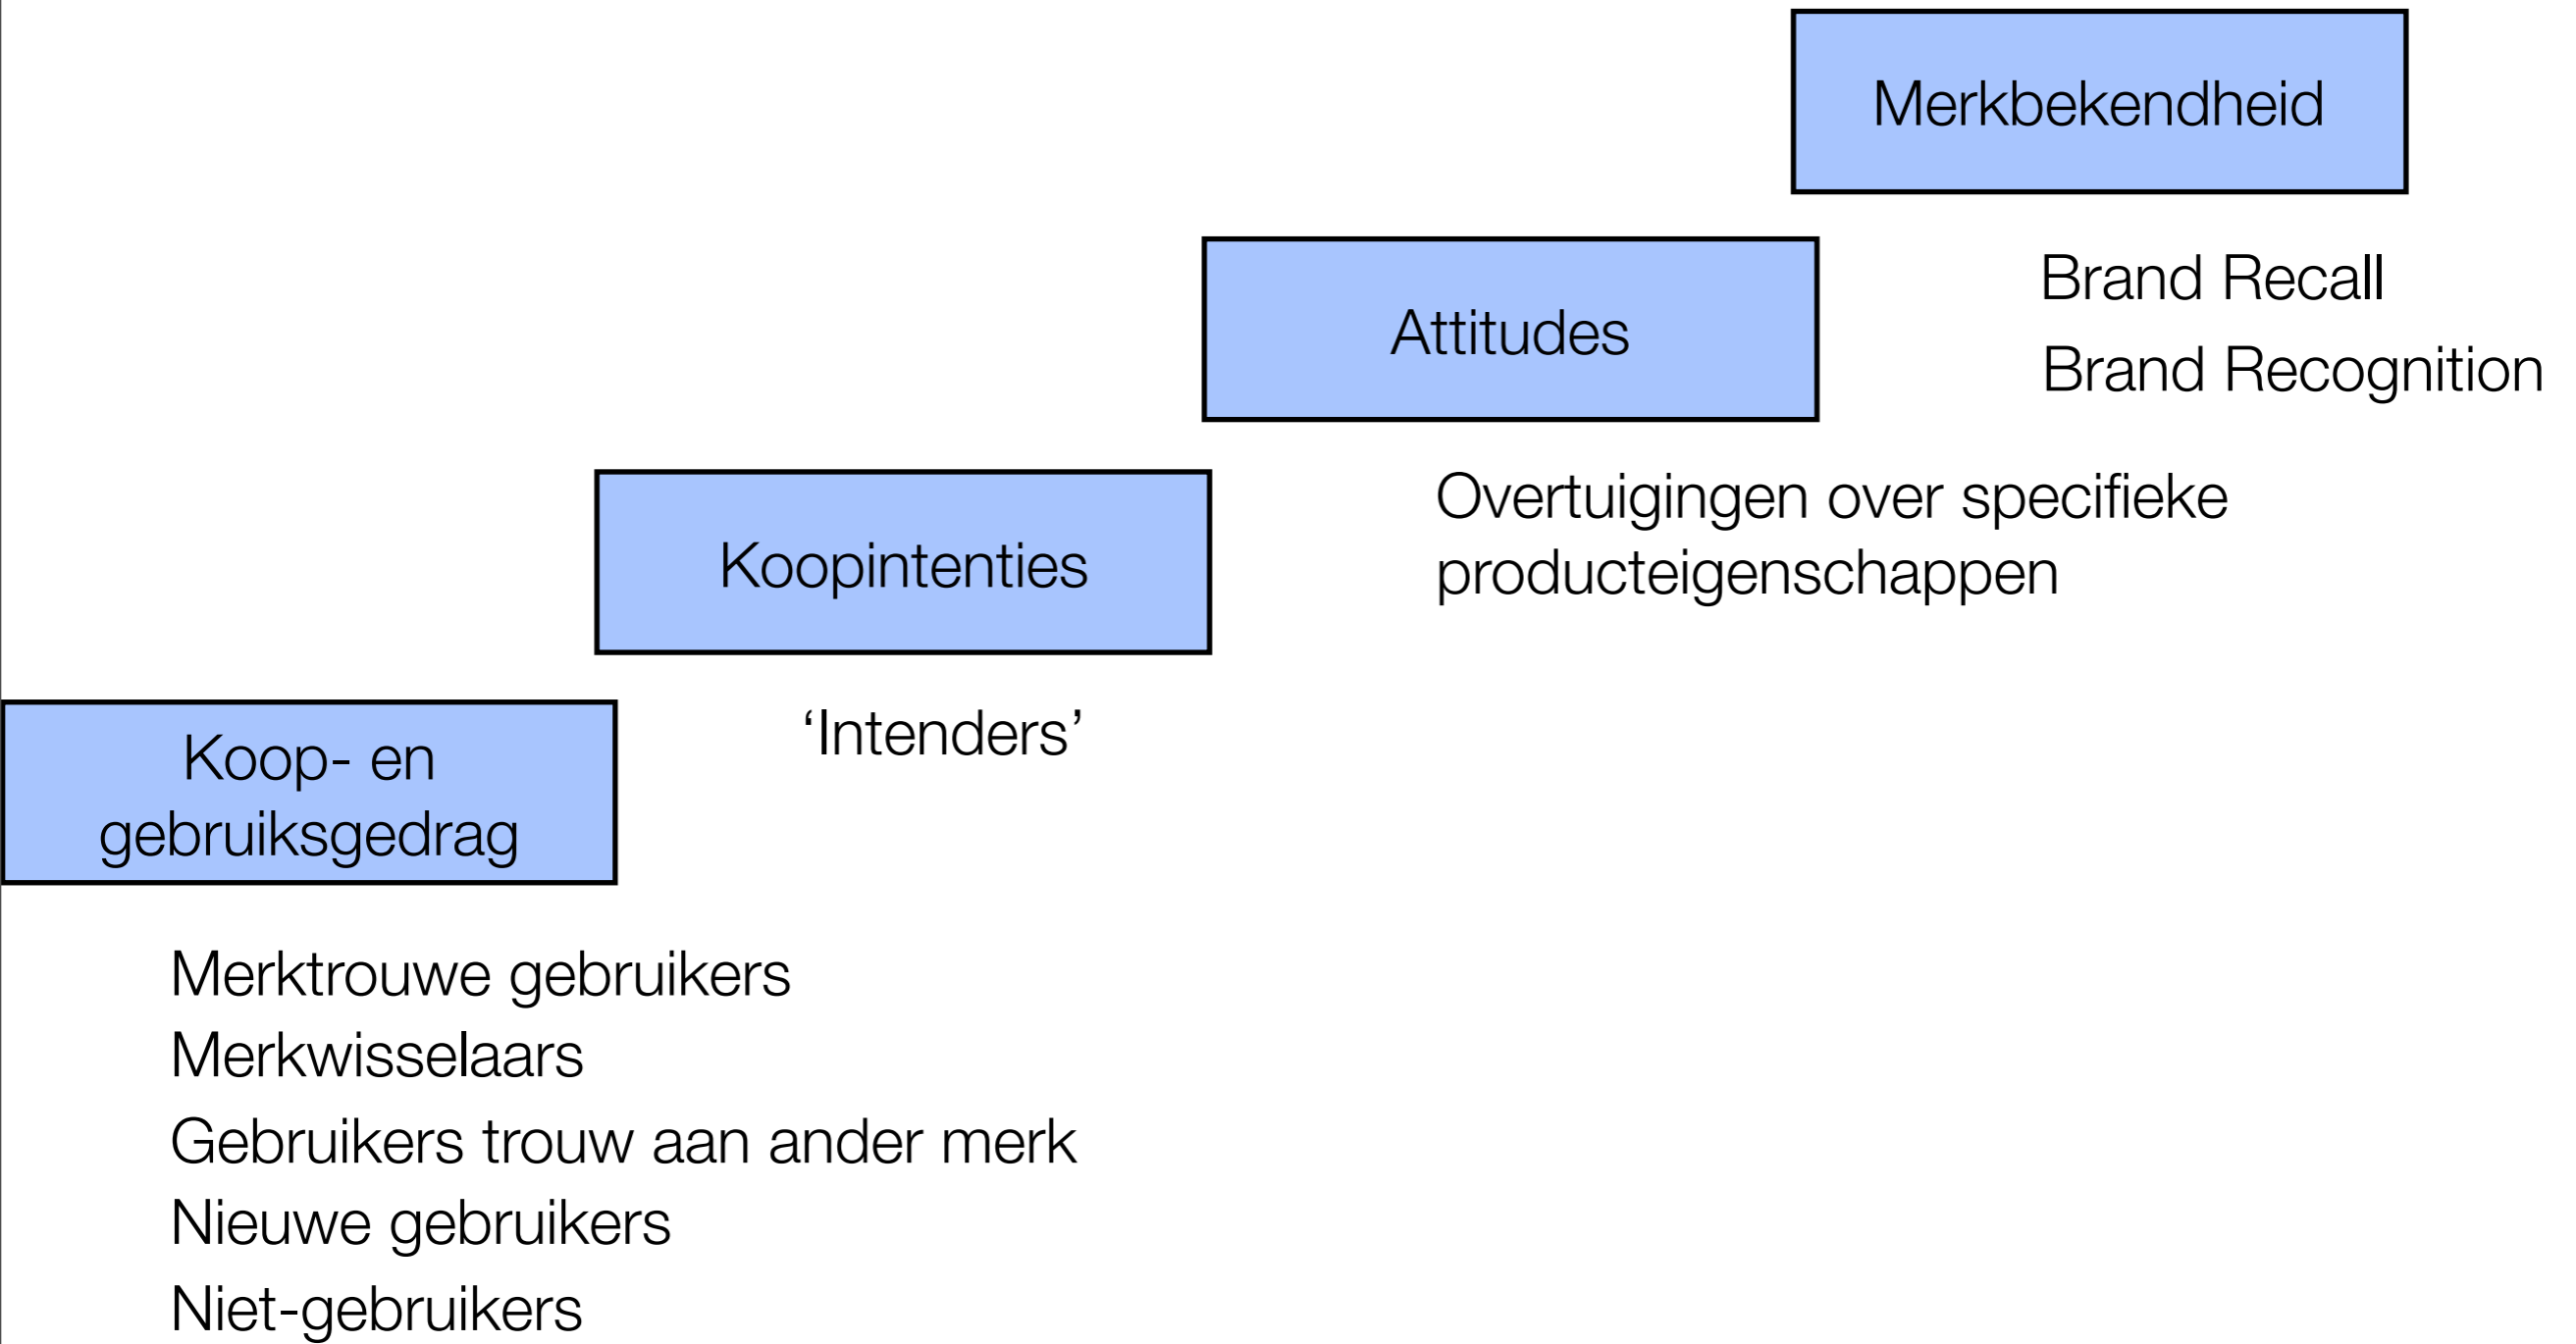 Merkbekendheid
Brand Recall
Brand Recognition
Attitudes
Overtuigingen over specifieke
producteigenschappen
Koopintenties
‘Intenders’
Koop- en
gebruiksgedrag
Merktrouwe gebruikers
Merkwisselaars
Gebruikers trouw aan ander merk
Nieuwe gebruikers
Niet-gebruikers